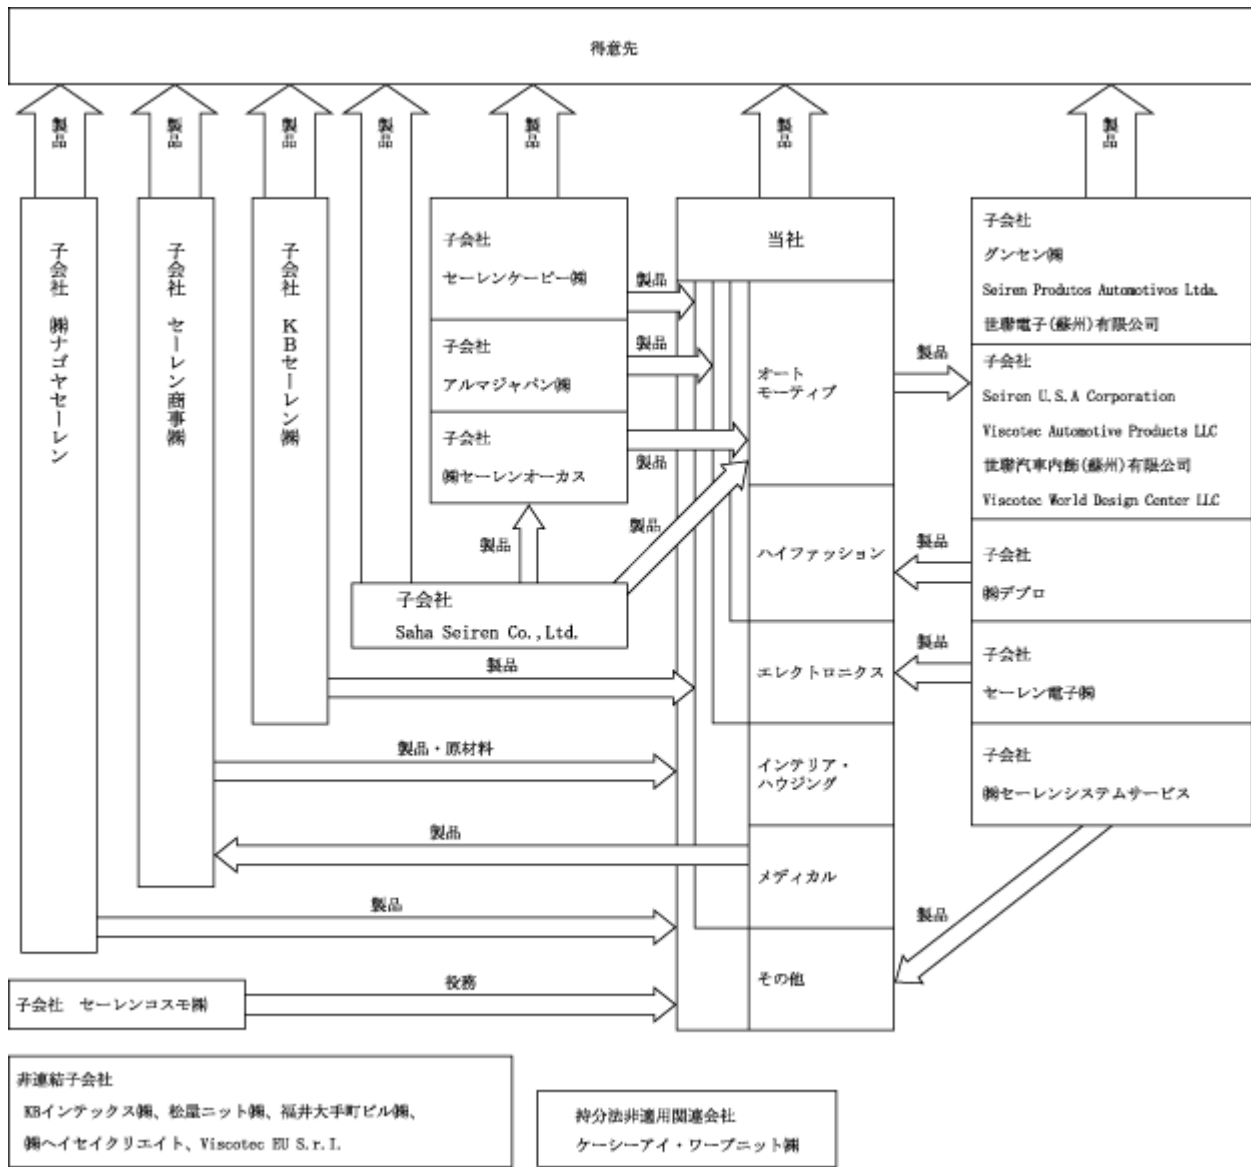 得意先
製品
製品
製品
製品
製品
製品
製品
子会社 ㈱ナゴヤセーレン
子会社 セーレン商事㈱
子会社 KBセーレン㈱
子会社
セーレンケーピー㈱
子会社
アルマジャパン㈱
子会社
㈱セーレンオーカス
製品
製品
製品
製品
製品
子会社
Saha Seiren Co.,Ltd.
当社
オート
モーティブ
ハイファッション
エレクトロニクス
インテリア・
ハウジング
メディカル
その他
製品
製品
製品
製品
子会社
グンセン㈱
Seiren Produtos Automotivos Ltda.
世聯電子(蘇州)有限公司
子会社
Seiren U.S.A Corporation
Viscotec Automotive Products LLC
世聯汽車内飾(蘇州)有限公司
Viscotec World Design Center LLC
子会社
㈱デプロ
子会社
セーレン電子㈱
子会社
㈱セーレンシステムサービス
製品
製品・原材料
製品
製品
役務
子会社 セーレンコスモ㈱
非連結子会社
KBインテックス㈱、松屋ニット㈱、福井大手町ビル㈱、
㈱ヘイセイクリエイト、Viscotec EU S.r.l.
持分法非適用関連会社
ケーシーアイ・ワープニット㈱